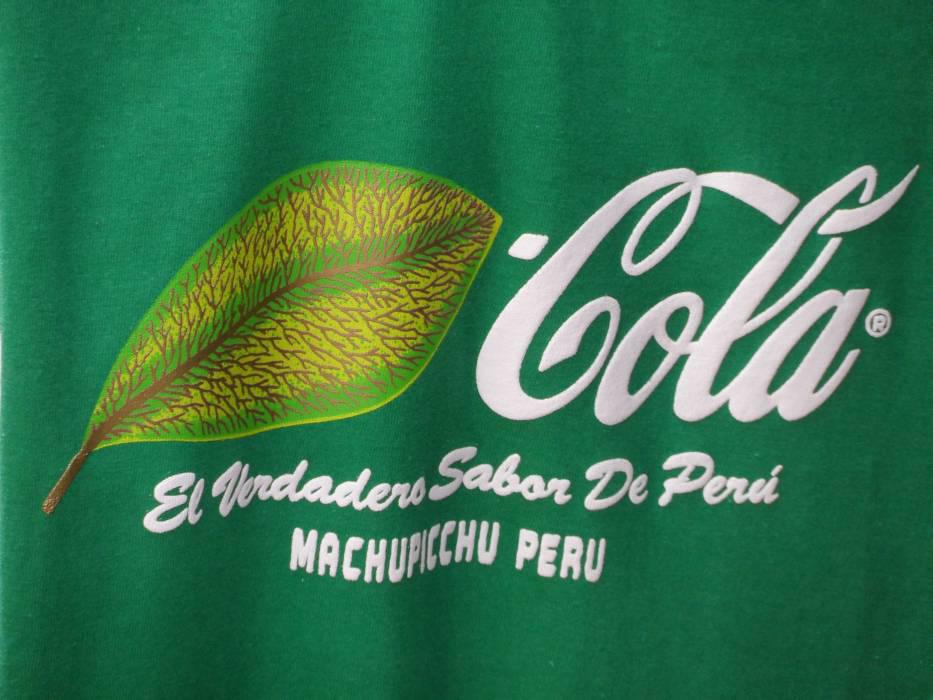 Cola®
El Verdadero Sabor De Perú
MACHUPICCHU PERU